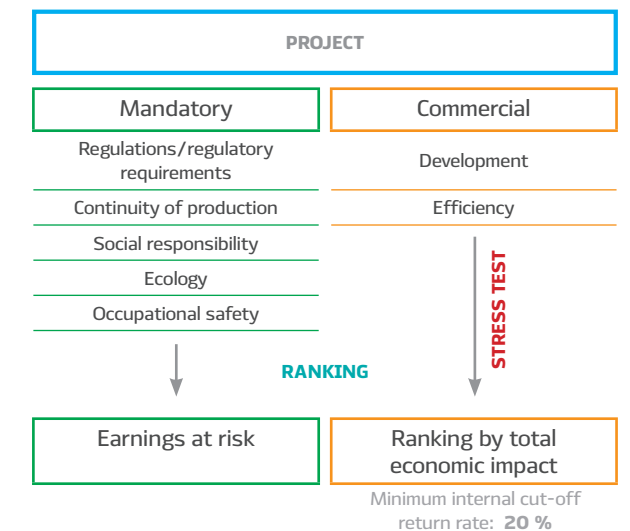 PROJECT
Mandatory
Commercial
Regulations/regulatory
requirements
Development
Continuity of production
Efficiency
Social responsibility
Ecology
Occupational safety
STRESS TEST
RANKING
Earnings at risk
Ranking by total
economic impact
Minimum internal cut-off
return rate: 20 %